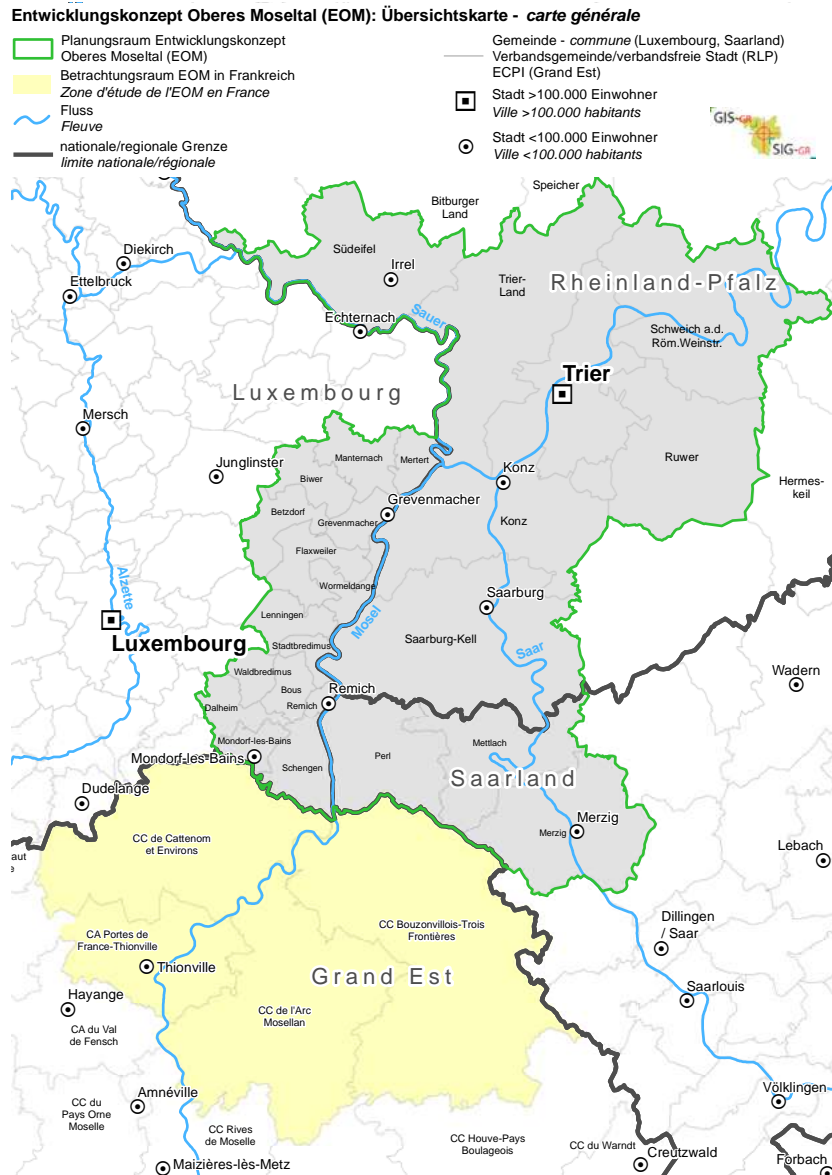 Entwicklungskonzept Oberes Moseltal (EOM): Übersichtskarte - carte générale
Planungsraum Entwicklungskonzept
Oberes Moseltal (EOM)
Betrachtungsraum EOM in Frankreich
Zone d'étude de l'EOM en France
Fluss
Fleuve
nationale/regionale Grenze
limite nationale/régionale
Gemeinde - commune (Luxembourg, Saarland)
Verbandsgemeinde/verbandsfreie Stadt (RLP)
ECPI (Grand Est)
Stadt >100.000 Einwohner
Ville >100.000 habitants
Stadt <100.000 Einwohner
Ville <100.000 habitants
GIS-GR
SIG-GR
Speicher
Bitburger
Land
Diekirch
Südeifel
Irrel
Ettelbruck
Trier-
Land
Rheinland-Pfalz
Echternach
Sauer
Schweich a.d.
Röm.Weinstr.
Trier
Luxembourg
Mersch
Manternach
Mertert
Ruwer
Junglinster
Biwer
Konz
Hermes-
keil
Betzdorf
Grevenmacher
Grevenmacher
Konz
Flaxweiler
Alzette
Wormeldange
Saarburg
Lenningen
Mosel
Luxembourg
Stadtbredimus
Saarburg-Kell
Saar
Waldbredimus
Wadern
Bous
Remich
Dalheim
Remich
Mondorf-les-Bains
Mettlach
Mondorf-les-Bains
Schengen
Perl
Saarland
Dudelange
Merzig
Merzig
CC de Cattenom
et Environs
Lebach
aut
CA Portes de
France-Thionville
CC Bouzonvillois-Trois
Frontières
Dillingen
/ Saar
Thionville
Grand Est
Saarlouis
Hayange
CC de l'Arc
Mosellan
CA du Val
de Fensch
Amnéville
CC du
Pays Orne
Moselle
Völklingen
CC Rives
de Moselle
CC Houve-Pays
Boulageois
CC du Warndt
Creutzwald
Forbach
Maizières-lès-Metz